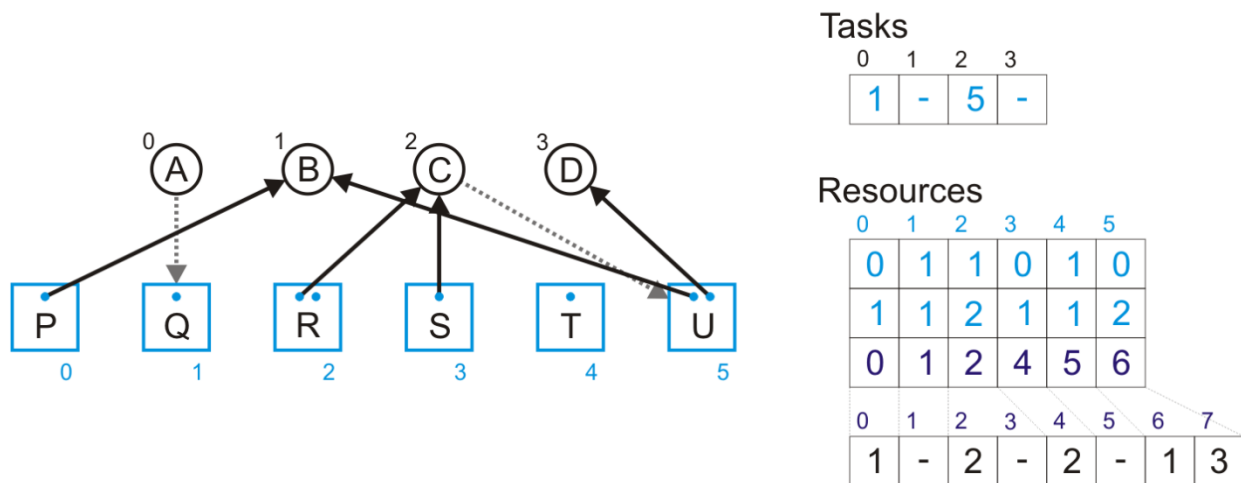 Tasks
0 1 2 3
1 - 5 -
0 A 1 B 2 C 3 D
P Q R S T U
0 1 2 3 4 5
Resources
0 1 2 3 4 5
0 1 1 0 1 0
1 1 2 1 1 2
0 1 2 4 5 6
0 1 2 3 4 5 6 7
1 - 2 - 2 - 1 3